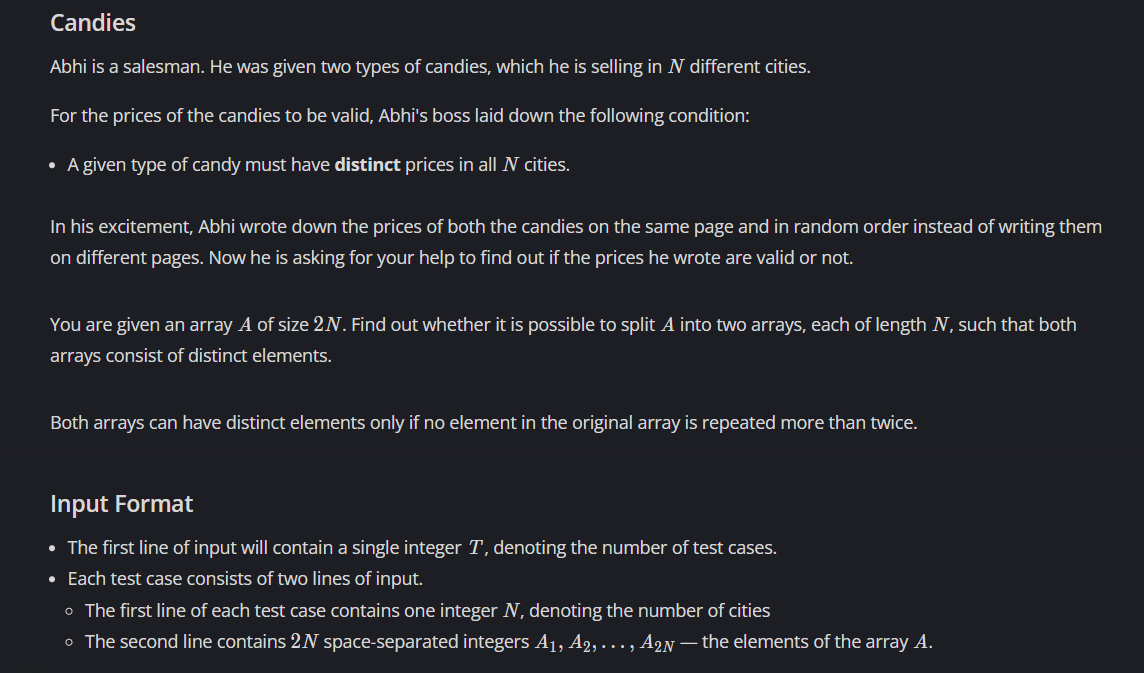 Candies
Abhi is a salesman. He was given two types of candies, which he is selling in N different cities.
For the prices of the candies to be valid, Abhi's boss laid down the following condition:
• A given type of candy must have distinct prices in all N cities.
In his excitement, Abhi wrote down the prices of both the candies on the same page and in random order instead of writing them
on different pages. Now he is asking for your help to find out if the prices he wrote are valid or not.
You are given an array A of size 2N. Find out whether it is possible to split A into two arrays, each of length N, such that both
arrays consist of distinct elements.
Both arrays can have distinct elements only if no element in the original array is repeated more than twice.
Input Format
• The first line of input will contain a single integer T, denoting the number of test cases.
• Each test case consists of two lines of input.
◦ The first line of each test case contains one integer N, denoting the number of cities
◦ The second line contains 2N space-separated integers A₁, A₂, . . . , A₂N — the elements of the array A.